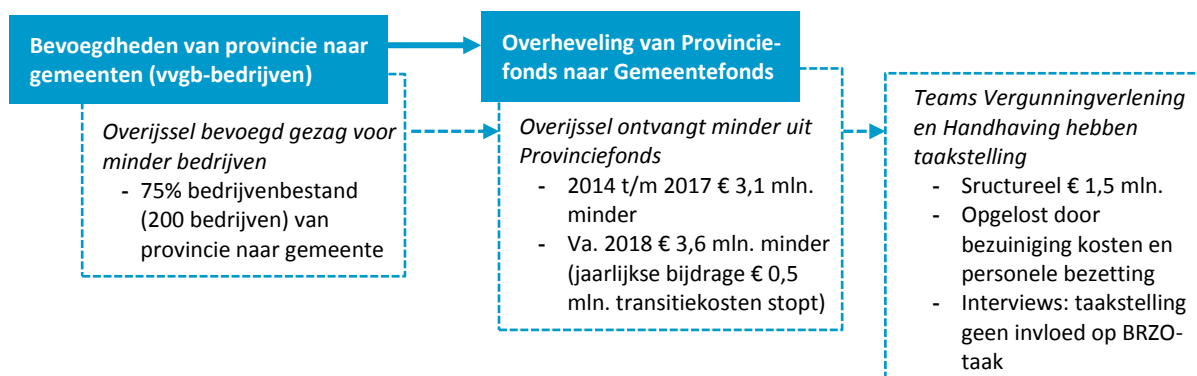 Bevoegdheden van provincie naar
gemeenten (vvgb-bedrijven)
Overijssel bevoegd gezag voor
minder bedrijven
- 75% bedrijvenbestand
(200 bedrijven) van
provincie naar gemeente
Overheveling van Provincie-
fonds naar Gemeentefonds
Overijssel ontvangt minder uit
Provinciefonds
- 2014 t/m 2017 € 3,1 mln.
minder
- Va. 2018 € 3,6 mln. minder
(jaarlijkse bijdrage € 0,5
mln. transitiekosten stopt)
Teams Vergunningverlening
en Handhaving hebben
taakstelling
- Sructureel € 1,5 mln.
- Opgelost door
bezuiniging kosten en
personele bezetting
- Interviews: taakstelling
geen invloed op BRZO-
taak